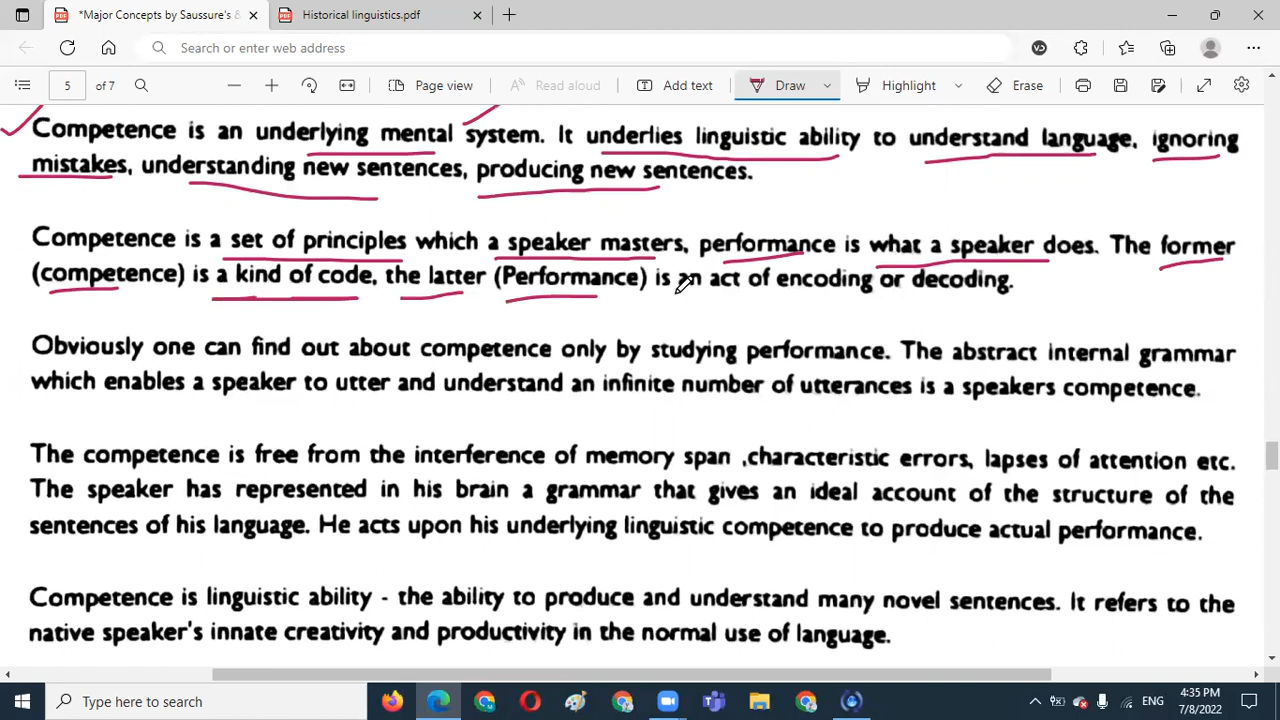 *Major Concepts by Saussure's &
Historical linguistics.pdf
Search or enter web address
5 of 7
Page view
Read aloud
Add text
Draw
Highlight
Erase
Competence is an underlying mental system. It underlies linguistic ability to understand language, ignoring
mistakes, understanding new sentences, producing new sentences.
Competence is a set of principles which a speaker masters, performance is what a speaker does. The former
(competence) is a kind of code, the latter (Performance) is an act of encoding or decoding.
Obviously one can find out about competence only by studying performance. The abstract internal grammar
which enables a speaker to utter and understand an infinite number of utterances is a speakers competence.
The competence is free from the interference of memory span ,characteristic errors, lapses of attention etc.
The speaker has represented in his brain a grammar that gives an ideal account of the structure of the
sentences of his language. He acts upon his underlying linguistic competence to produce actual performance.
Competence is linguistic ability - the ability to produce and understand many novel sentences. It refers to the
native speaker's innate creativity and productivity in the normal use of language.
Type here to search
ENG
4:35 PM
7/8/2022